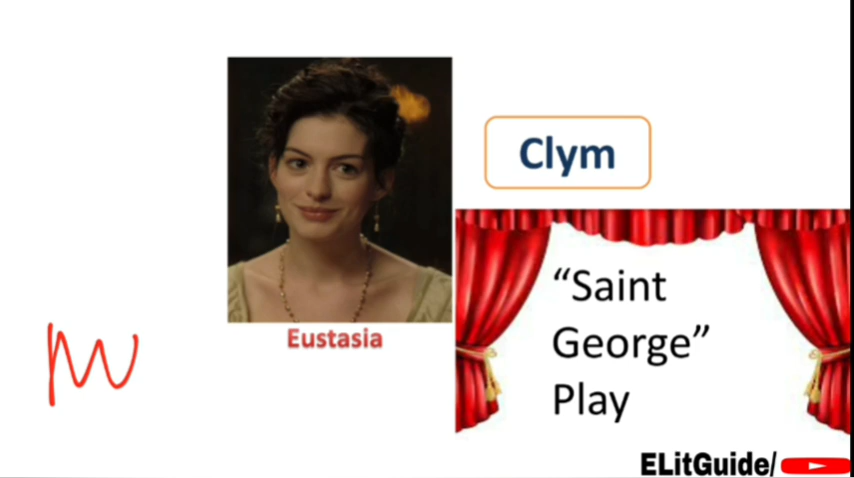 Clym
“Saint
George”
Play
Eustasia
ELitGuide/